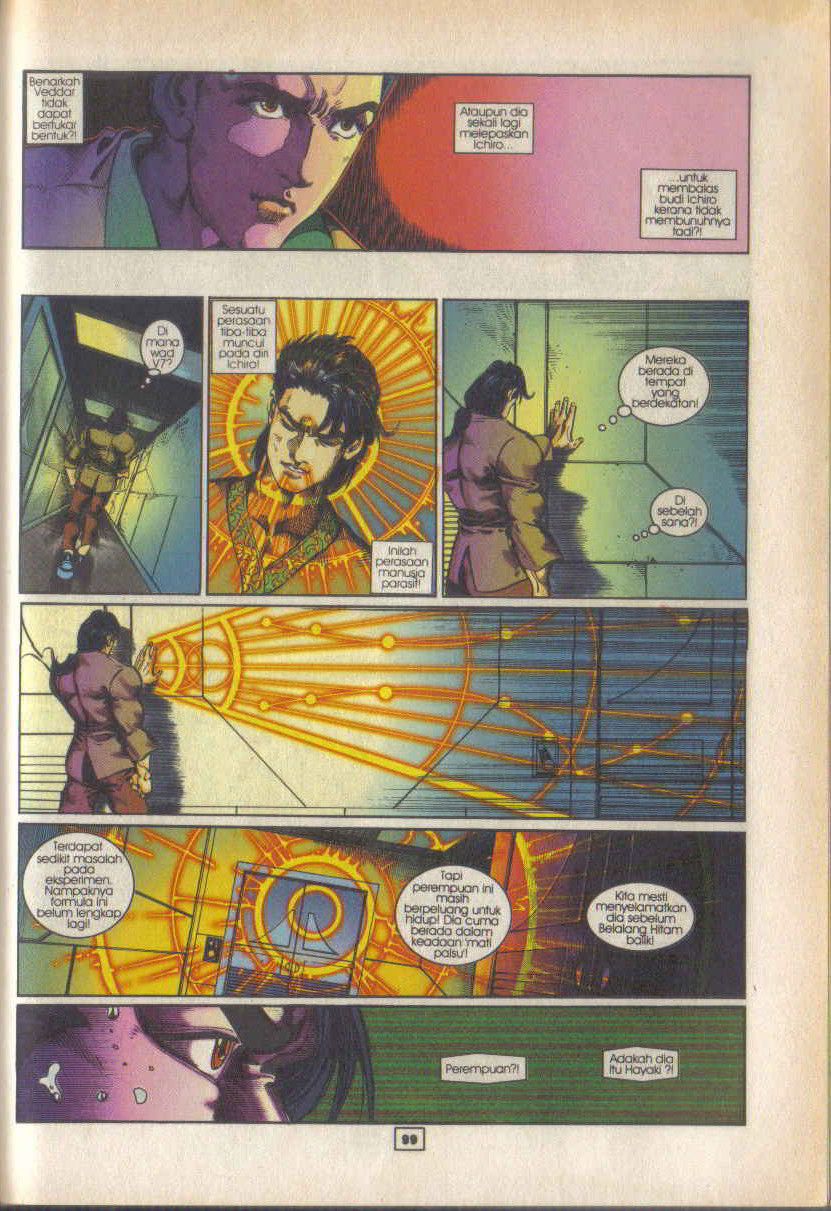 Benarkah
Veddar
tidak
dapat
bertukar
bentuk?!
Ataupun dia
sekali lagi
melepaskan
Ichiro...
...untuk
membalas
budi Ichiro
kerana tidak
membunuhnya
tadi?!
Di
mana
wad
V7?
Sesuatu
perasaan
tiba-tiba
muncul
pada diri
Ichiro!
Inilah
perasaan
manusia
parasit!
Mereka
berada di
tempat
yang
berdekatan!
Di
sebelah
sana?!
Terdapat
sedikit masalah
pada
eksperimen.
Nampaknya
formula ini
belum lengkap
lagi!
Tapi
perempuan ini
masih
berpeluang untuk
hidup! Dia cuma
berada dalam
keadaan 'mati
palsu'!
Kita mesti
menyelamatkan
dia sebelum
Belalang Hitam
balik!
Perempuan?!
Adakah dia
itu Hayaki ?!
99